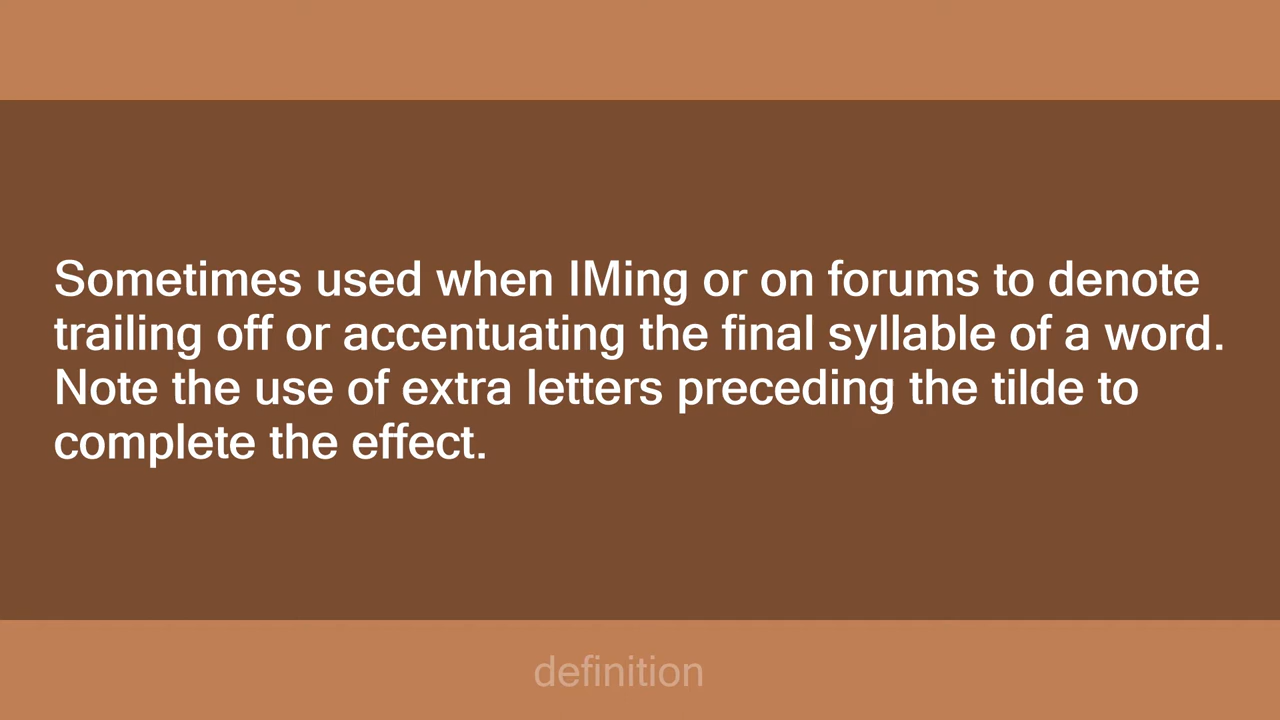 Sometimes used when IMing or on forums to denote
trailing off or accentuating the final syllable of a word.
Note the use of extra letters preceding the tilde to
complete the effect.
definition